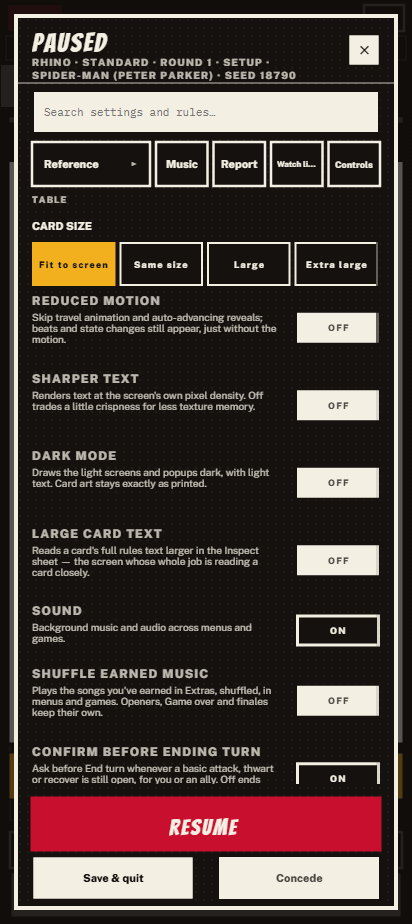 PAUSED
RHINO · STANDARD · ROUND 1 · SETUP ·
SPIDER-MAN (PETER PARKER) · SEED 18790
×
Search settings and rules…
Reference ► Music Report Watch li... Controls
TABLE
CARD SIZE
Fit to screen Same size Large Extra large
REDUCED MOTION
Skip travel animation and auto-advancing reveals;
beats and state changes still appear, just without the
motion.
OFF
SHARPER TEXT
Renders text at the screen's own pixel density. Off
trades a little crispness for less texture memory.
OFF
DARK MODE
Draws the light screens and popups dark, with light
text. Card art stays exactly as printed.
OFF
LARGE CARD TEXT
Reads a card's full rules text larger in the Inspect
sheet — the screen whose whole job is reading a
card closely.
OFF
SOUND
Background music and audio across menus and
games.
ON
SHUFFLE EARNED MUSIC
Plays the songs you've earned in Extras, shuffled, in
menus and games. Openers, Game over and finales
keep their own.
OFF
CONFIRM BEFORE ENDING TURN
Ask before End turn whenever a basic attack, thwart
or recover is still open, for you or an ally. Off ends
ON
RESUME
Save & quit Concede